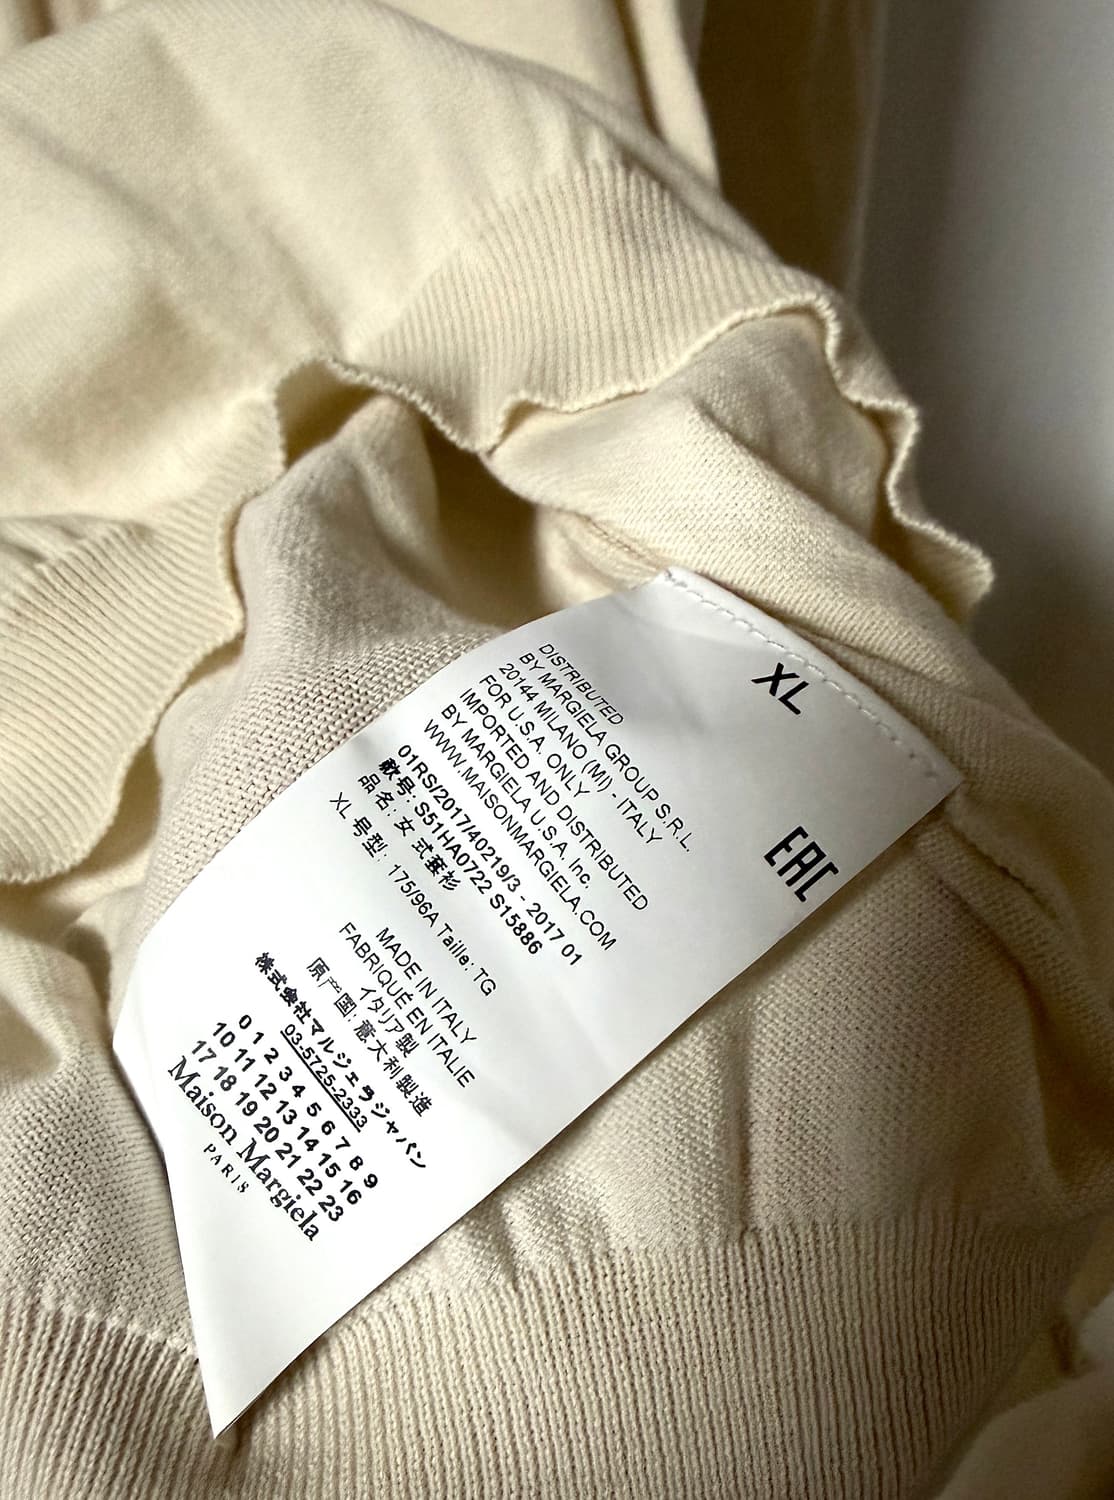 XL
EAC
DISTRIBUTED
BY MARGIELA GROUP S.R.L.
20144 MILANO (MI) - ITALY
FOR U.S.A. ONLY
IMPORTED AND DISTRIBUTED
BY MARGIELA U.S.A. Inc.
WWW.MAISONMARGIELA.COM
01RS/2017/40219/3 - 2017 01
款号: S51HA0722 S15886
品名: 女 式套衫
XL 号型: 175/96A Taille: TG
MADE IN ITALY
FABRIQUÉ EN ITALIE
イタリア製
原产国: 意大利製造
株式会社マルジェラジャパン
03-5725-2333
0 1 2 3 4 5 6 7 8 9
10 11 12 13 14 15 16
17 18 19 20 21 22 23
Maison Margiela
PARIS